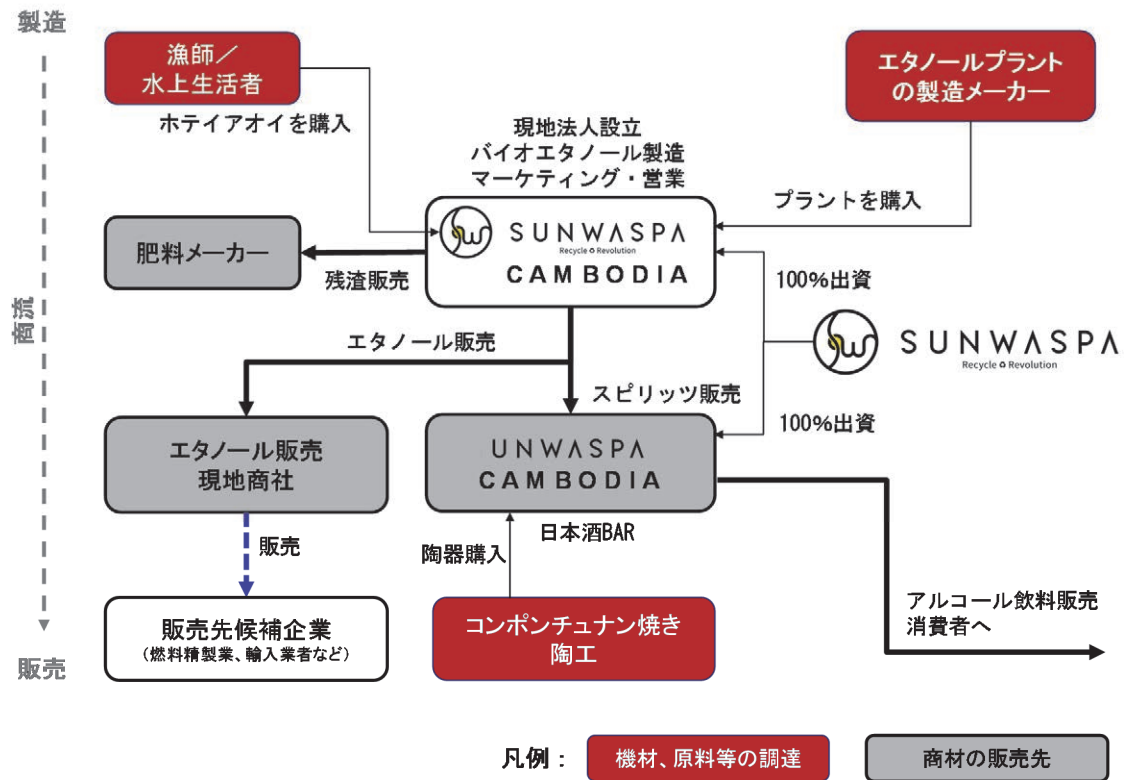 製造
漁師／
水上生活者
エタノールプラント
の製造メーカー
ホテイアオイを購入
現地法人設立
バイオエタノール製造
マーケティング・営業
プラントを購入
SUNWASPA
Recycle Revolution
CAMBODIA
肥料メーカー
残渣販売
100%出資
商流
SUNWASPA
Recycle Revolution
エタノール販売
スピリッツ販売
100%出資
エタノール販売
現地商社
UNWASPA
CAMBODIA
日本酒BAR
販売
陶器購入
販売先候補企業
（燃料精製業、輸入業者など）
コンポンチュナン焼き
陶工
アルコール飲料販売
消費者へ
販売
凡例：
機材、原料等の調達
商材の販売先